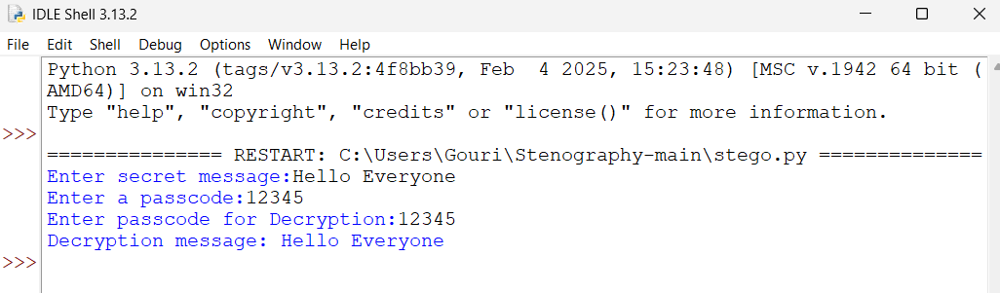 IDLE Shell 3.13.2
File Edit Shell Debug Options Window Help
Python 3.13.2 (tags/v3.13.2:4f8bb39, Feb  4 2025, 15:23:48) [MSC v.1942 64 bit (
AMD64)] on win32
Type "help", "copyright", "credits" or "license()" for more information.
>>>
=============== RESTART: C:\Users\Gouri\Stenography-main\stego.py ==============
Enter secret message:Hello Everyone
Enter a passcode:12345
Enter passcode for Decryption:12345
Decryption message: Hello Everyone
>>>